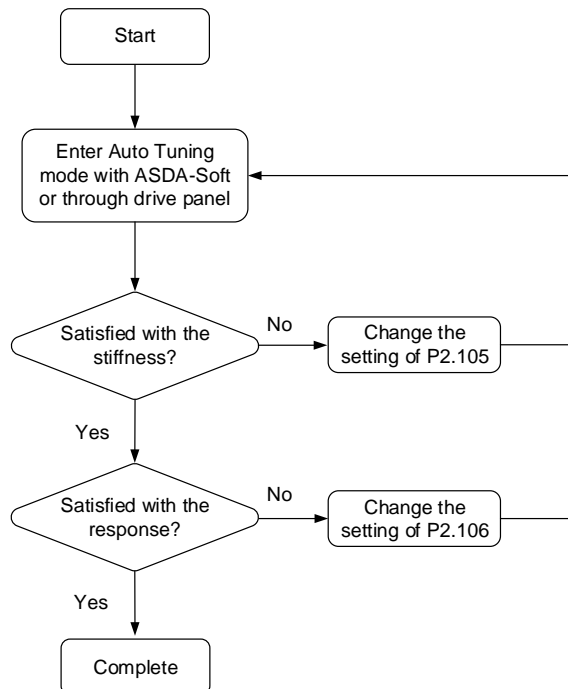 Start
Enter Auto Tuning
mode with ASDA-Soft
or through drive panel
Satisfied with the
stiffness?
No
Change the
setting of P2.105
Yes
Satisfied with the
response?
No
Change the
setting of P2.106
Yes
Complete